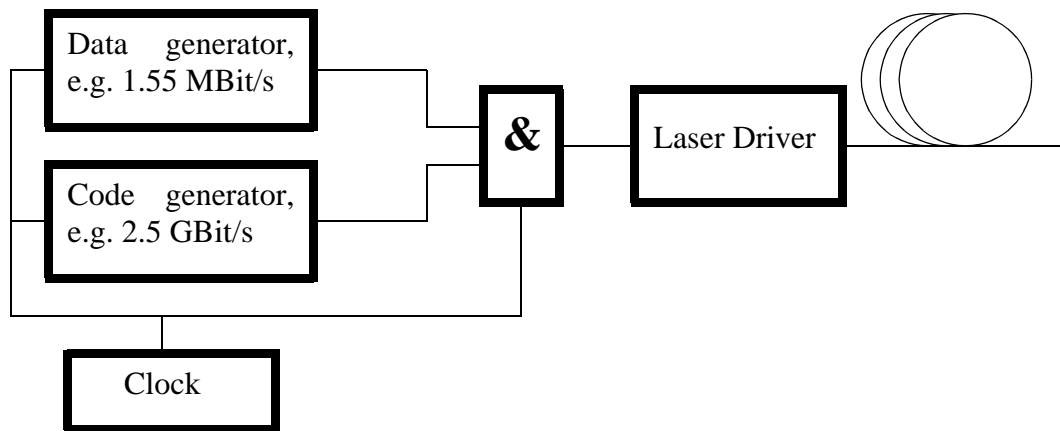 Data generator,
e.g. 1.55 MBit/s
&
Laser Driver
Code generator,
e.g. 2.5 GBit/s
Clock